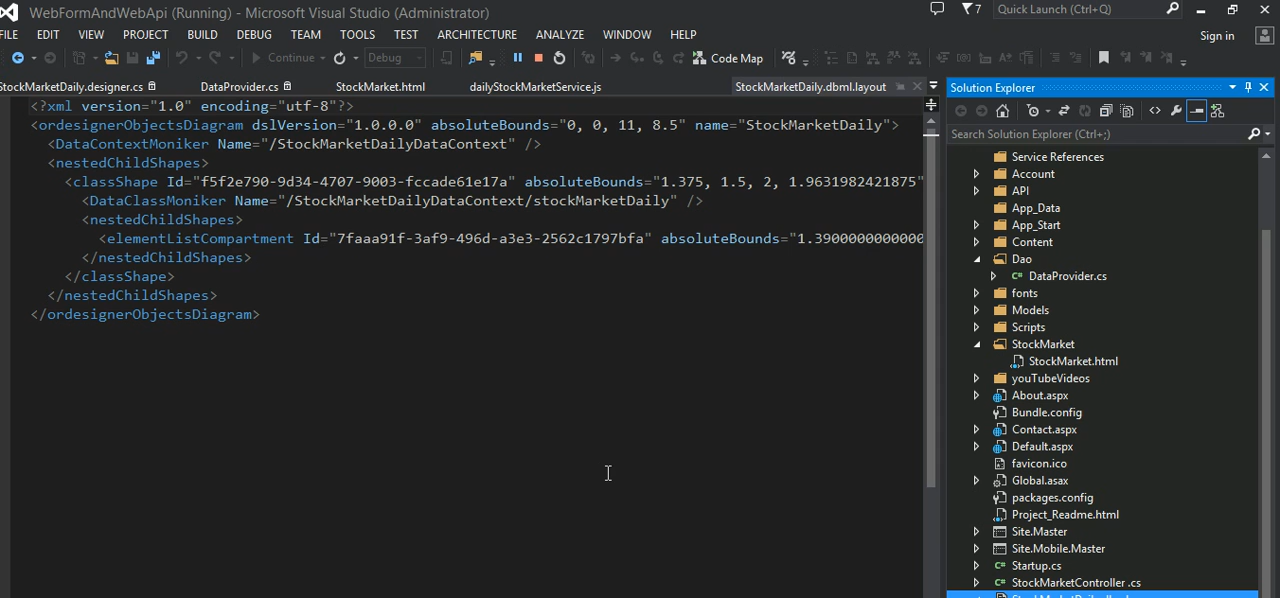 WebFormAndWebApi (Running) - Microsoft Visual Studio (Administrator)
7
Quick Launch (Ctrl+Q)
FILE EDIT VIEW PROJECT BUILD DEBUG TEAM TOOLS TEST ARCHITECTURE ANALYZE WINDOW HELP
Sign in
Continue
Debug
Code Map
StockMarketDaily.designer.cs DataProvider.cs StockMarket.html dailyStockMarketService.js StockMarketDaily.dbml.layout
<?xml version="1.0" encoding="utf-8"?>
<ordesignerObjectsDiagram dslVersion="1.0.0.0" absoluteBounds="0, 0, 11, 8.5" name="StockMarketDaily">
<DataContextMoniker Name="/StockMarketDailyDataContext" />
<nestedChildShapes>
<classShape Id="f5f2e790-9d34-4707-9003-fccade61e17a" absoluteBounds="1.375, 1.5, 2, 1.9631982421875"
<DataClassMoniker Name="/StockMarketDailyDataContext/stockMarketDaily" />
<nestedChildShapes>
<elementListCompartment Id="7faaa91f-3af9-496d-a3e3-2562c1797bfa" absoluteBounds="1.3900000000000
</nestedChildShapes>
</classShape>
</nestedChildShapes>
</ordesignerObjectsDiagram>
Solution Explorer
Search Solution Explorer (Ctrl+;)
Service References
Account
API
App_Data
App_Start
Content
Dao
C# DataProvider.cs
fonts
Models
Scripts
StockMarket
StockMarket.html
youTubeVideos
About.aspx
Bundle.config
Contact.aspx
Default.aspx
favicon.ico
Global.asax
packages.config
Project_Readme.html
Site.Master
Site.Mobile.Master
C# Startup.cs
C# StockMarketController .cs